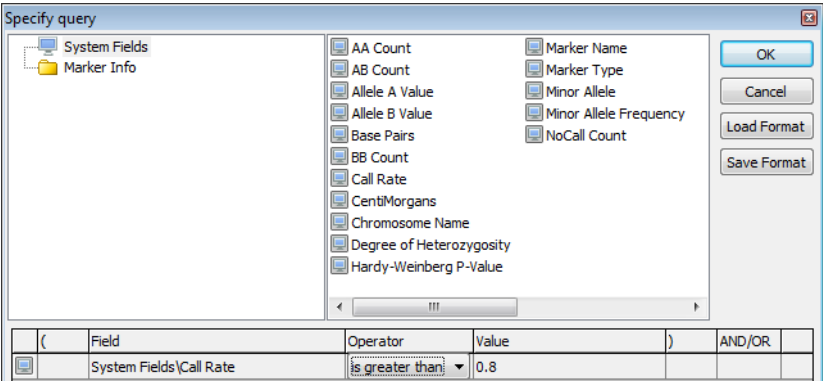 Specify query
System Fields
Marker Info
AA Count
AB Count
Allele A Value
Allele B Value
Base Pairs
BB Count
Call Rate
CentiMorgans
Chromosome Name
Degree of Heterozygosity
Hardy-Weinberg P-Value
Marker Name
Marker Type
Minor Allele
Minor Allele Frequency
NoCall Count
OK
Cancel
Load Format
Save Format
( Field Operator Value ) AND/OR
System Fields\Call Rate is greater than 0.8